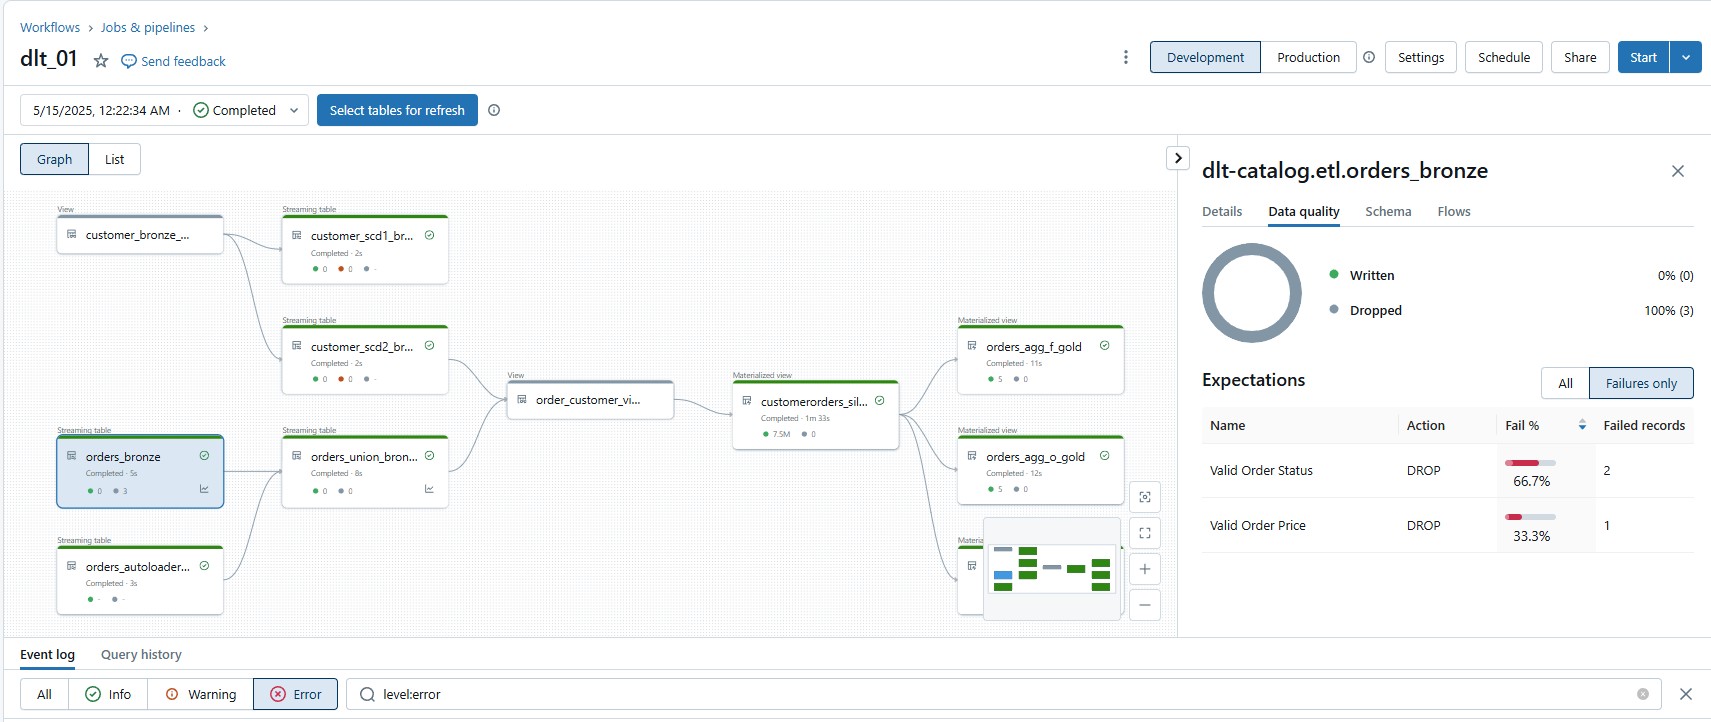 Workflows › Jobs & pipelines ›
dlt_01 Send feedback
Development Production Settings Schedule Share Start
5/15/2025, 12:22:34 AM · Completed Select tables for refresh
Graph List
View
customer_bronze_...
Streaming table
customer_scd1_br...
Completed · 2s
0 0 -
Streaming table
customer_scd2_br...
Completed · 2s
0 0 -
Streaming table
orders_bronze
Completed · 5s
0 3
Streaming table
orders_union_bron...
Completed · 8s
0 0
Streaming table
orders_autoloader...
Completed · 3s
- -
View
order_customer_vi...
Materialized view
customerorders_sil...
Completed · 1m 33s
7.5M 0
Materialized view
orders_agg_f_gold
Completed · 11s
5 0
Materialized view
orders_agg_o_gold
Completed · 12s
5 0
Materia
dlt-catalog.etl.orders_bronze
Details Data quality Schema Flows
Written 0% (0)
Dropped 100% (3)
Expectations All Failures only
Name Action Fail % Failed records
Valid Order Status DROP 66.7% 2
Valid Order Price DROP 33.3% 1
Event log Query history
All Info Warning Error level:error